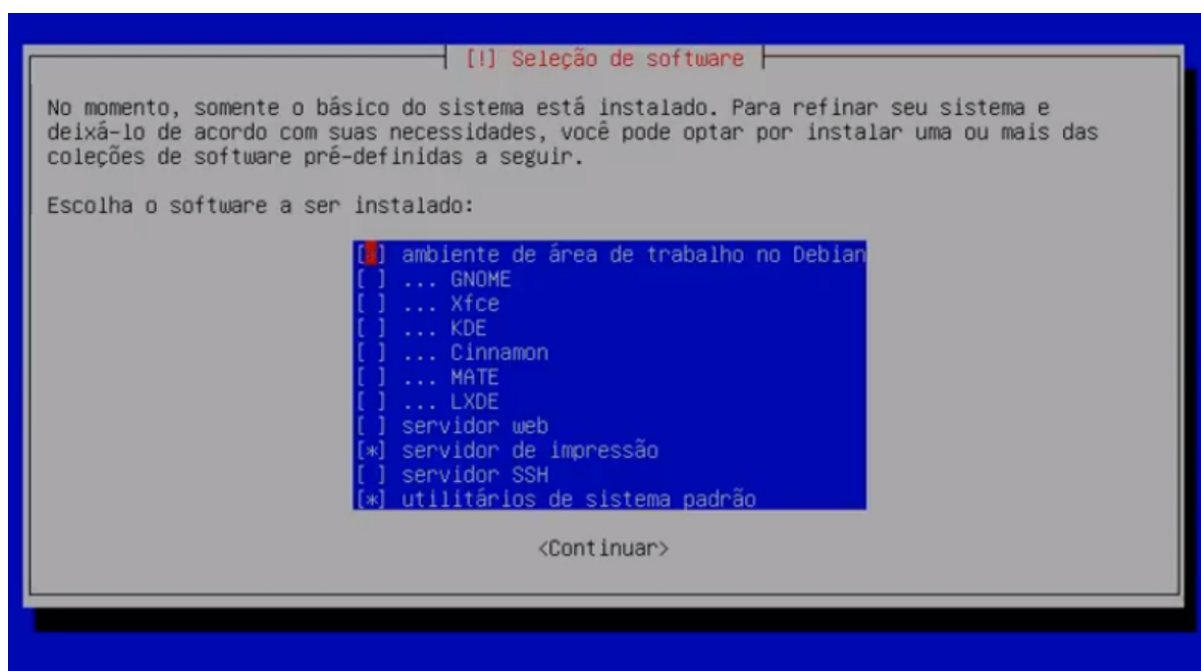 [!] Seleção de software
No momento, somente o básico do sistema está instalado. Para refinar seu sistema e
deixá-lo de acordo com suas necessidades, você pode optar por instalar uma ou mais das
coleções de software pré-definidas a seguir.
Escolha o software a ser instalado:
[ ] ambiente de área de trabalho no Debian
[ ] ... GNOME
[ ] ... Xfce
[ ] ... KDE
[ ] ... Cinnamon
[ ] ... MATE
[ ] ... LXDE
[ ] servidor web
[*] servidor de impressão
[ ] servidor SSH
[*] utilitários de sistema padrão
<Continuar>